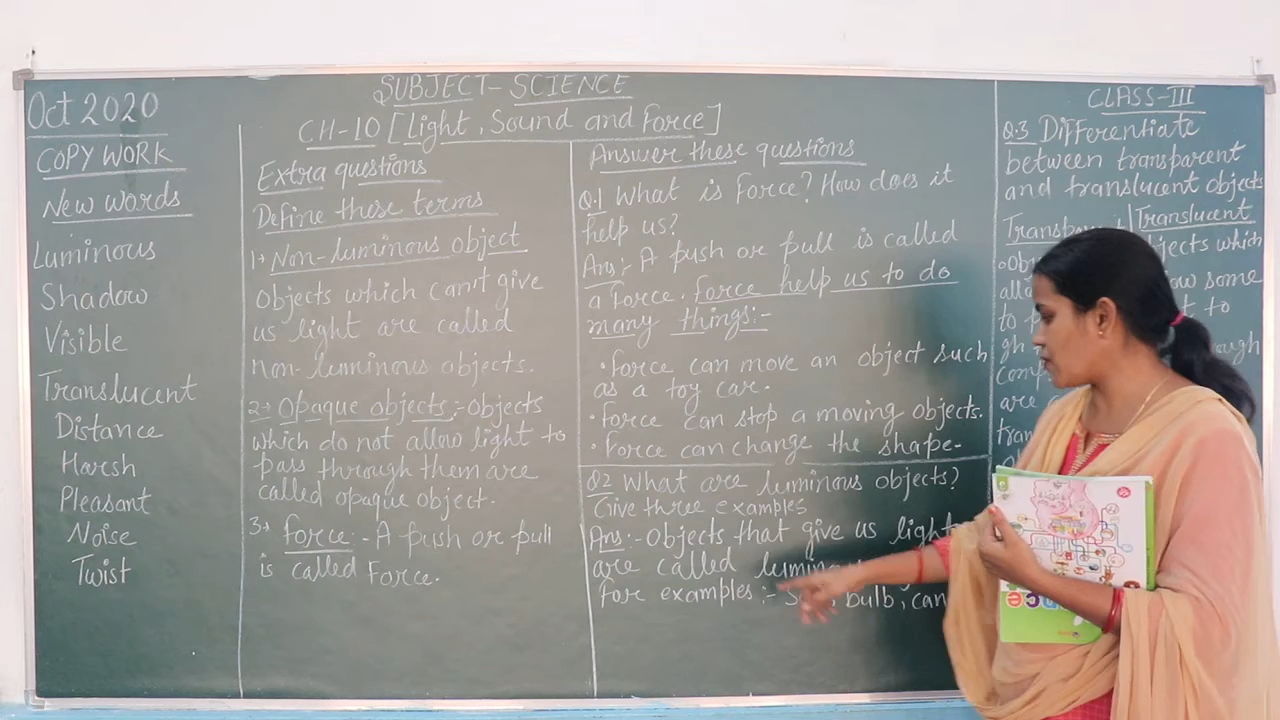 Oct 2020
SUBJECT - SCIENCE
CLASS-III
CH-10 [Light, Sound and Force]
COPY WORK
New words
Luminous
Shadow
Visible
Translucent
Distance
Harsh
Pleasant
Noise
Twist
Extra questions
Define these terms
1→ Non-luminous object
objects which can't give
us light are called
non-luminous objects.
2→ Opaque objects :- Objects
which do not allow light to
pass through them are
called opaque object.
3→ Force :- A push or pull
is called Force.
Answer these questions
Q.1 What is Force? How does it
help us?
Ans:- A push or pull is called
a Force. Force help us to do
many things:-
• Force can move an object such
as a toy car.
• Force can stop a moving objects.
• Force can change the shape-
Q2 What are luminous objects?
Give three examples
Ans:- Objects that give us light
are called
For examples :- bulb,
Q.3 Differentiate
between transparent
and translucent objects
Translucent
which
some
to
to
are